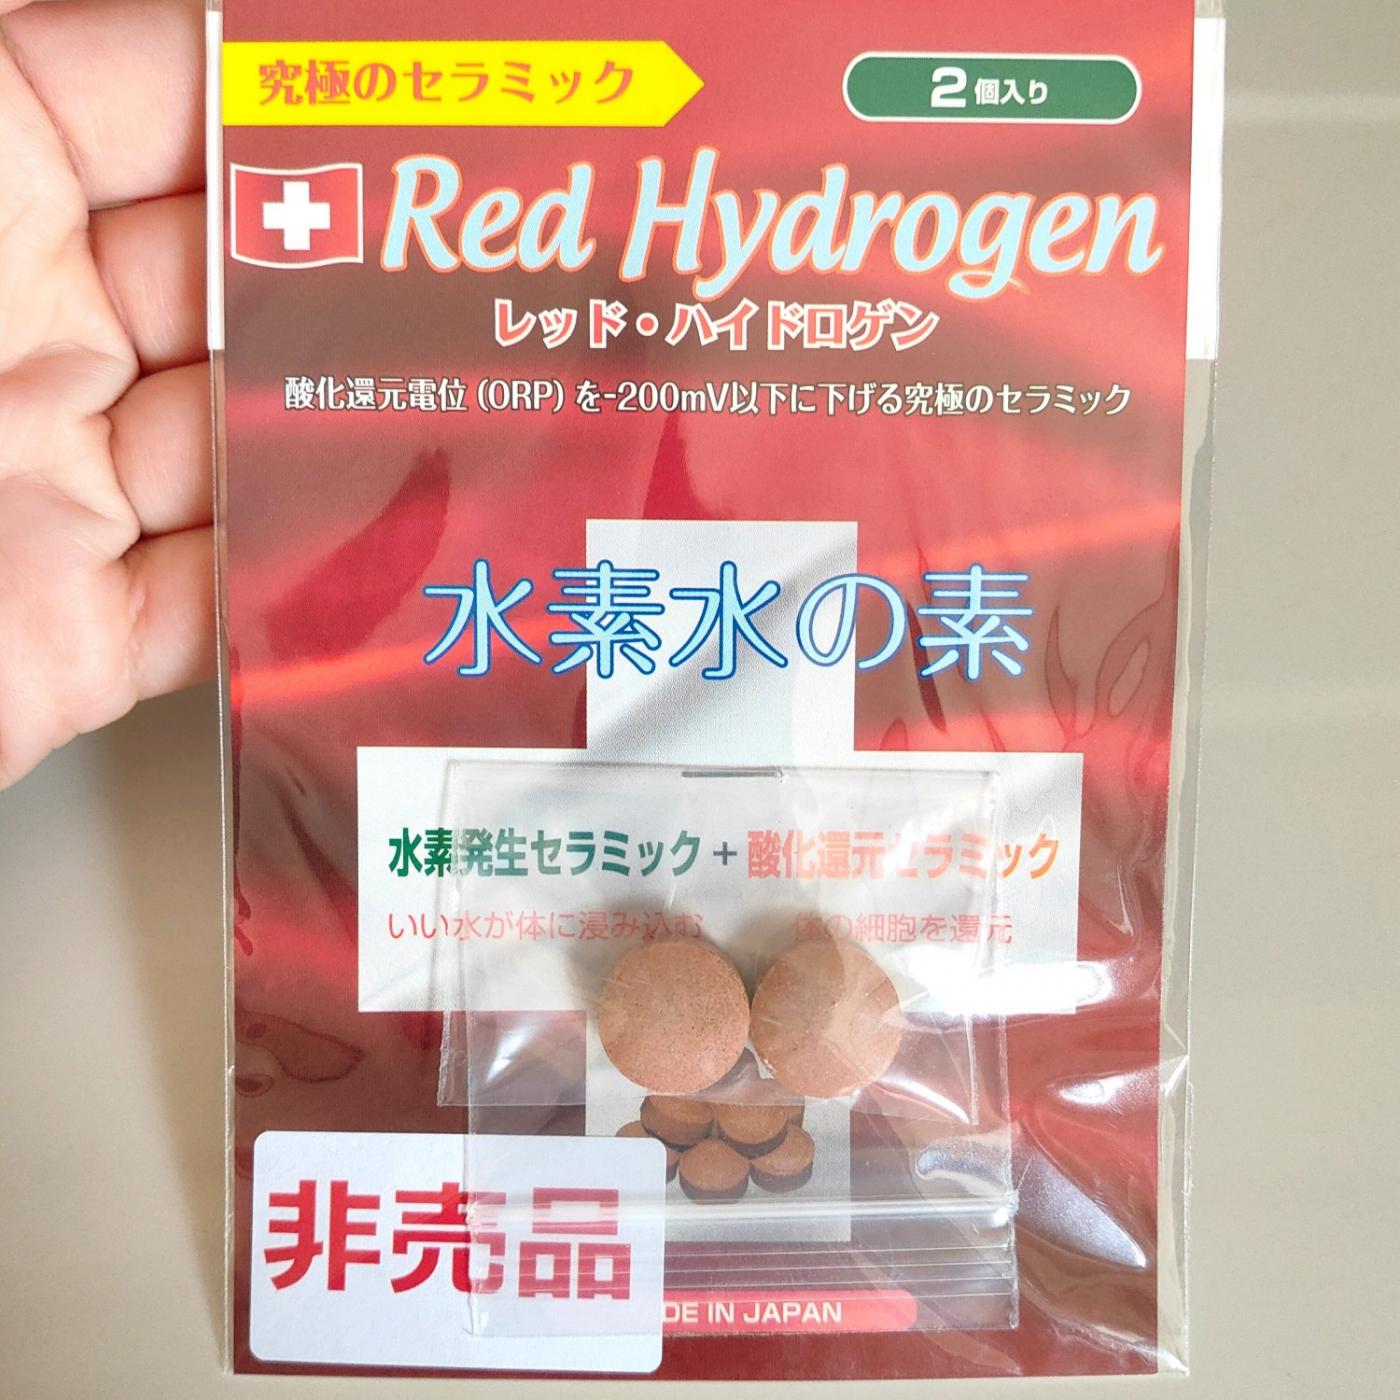 究極のセラミック
2個入り
Red Hydrogen
レッド・ハイドロゲン
酸化還元電位(ORP)を-200mV以下に下げる究極のセラミック
水素水の素
水素発生セラミック+酸化還元セラミック
いい水が体に浸み込む 体の細胞を還元
非売品
DE IN JAPAN